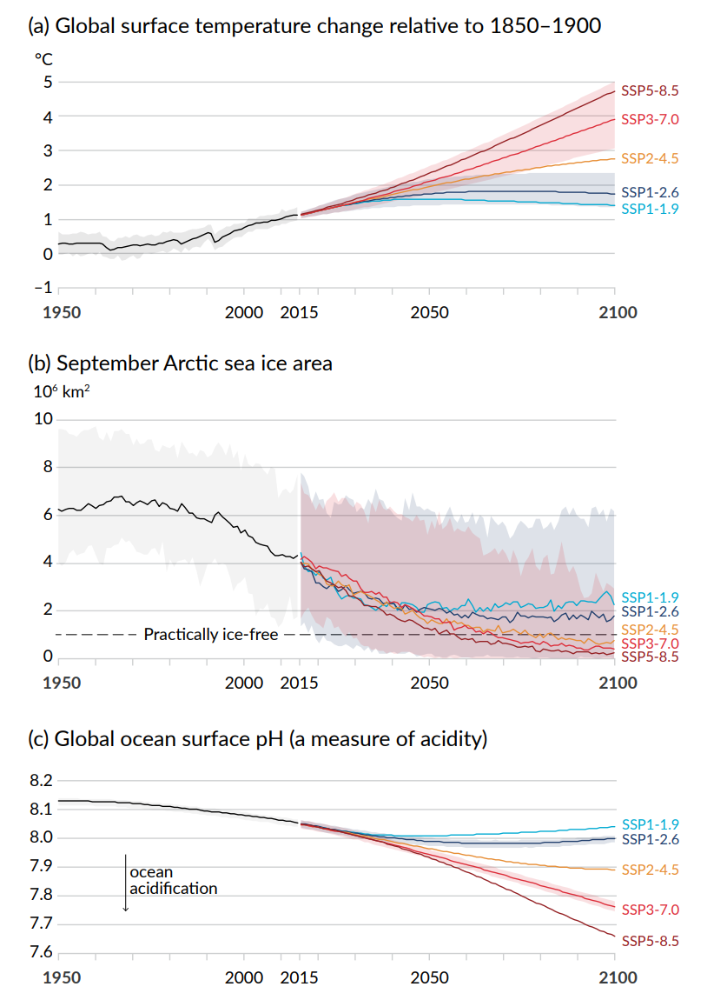 (a) Global surface temperature change relative to 1850–1900
°C
5
4
3
2
1
0
–1
SSP5-8.5
SSP3-7.0
SSP2-4.5
SSP1-2.6
SSP1-1.9
1950 2000 2015 2050 2100
(b) September Arctic sea ice area
10⁶ km²
10
8
6
4
2
0
Practically ice-free
SSP1-1.9
SSP1-2.6
SSP2-4.5
SSP3-7.0
SSP5-8.5
1950 2000 2015 2050 2100
(c) Global ocean surface pH (a measure of acidity)
8.2
8.1
8.0
7.9
7.8
7.7
7.6
ocean
acidification
SSP1-1.9
SSP1-2.6
SSP2-4.5
SSP3-7.0
SSP5-8.5
1950 2000 2015 2050 2100